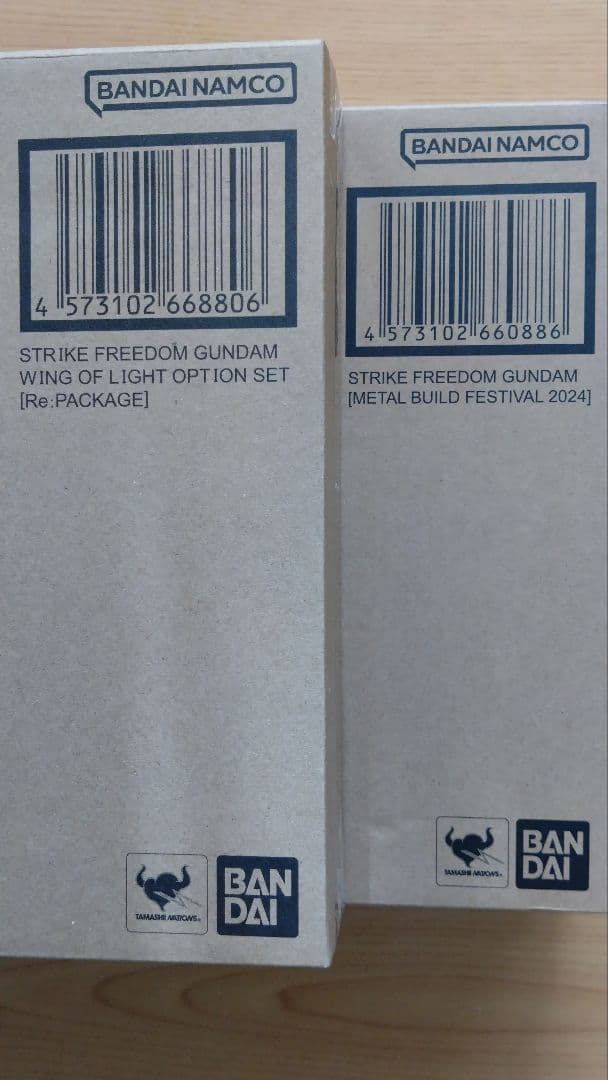 BANDAI NAMCO
4 573102 668806
STRIKE FREEDOM GUNDAM
WING OF LIGHT OPTION SET
[Re:PACKAGE]
TAMASHII NATIONS®
BAN
DAI
BANDAI NAMCO
4 573102 660886
STRIKE FREEDOM GUNDAM
[METAL BUILD FESTIVAL 2024]
TAMASHII NATIONS®
BAN
DAI